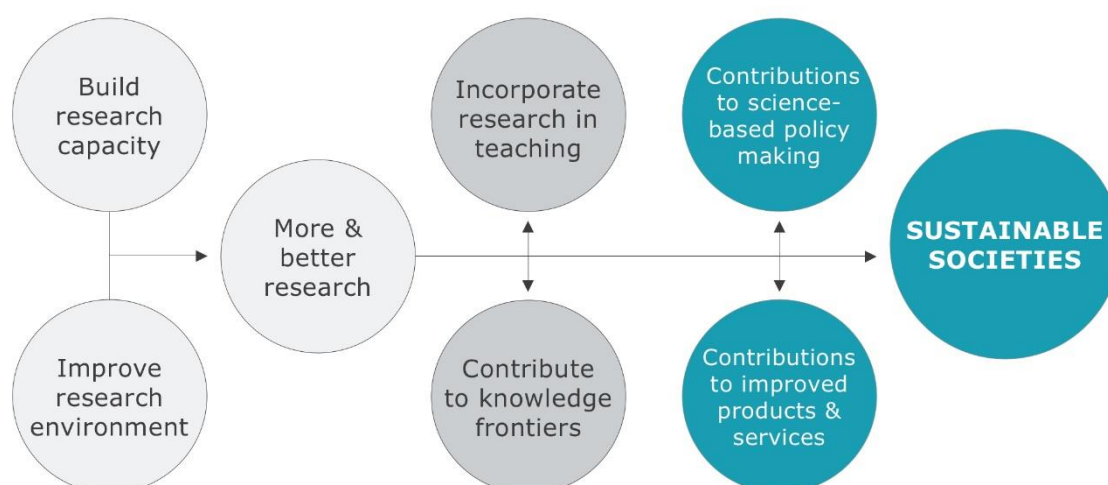 Build
research
capacity
Improve
research
environment
More &
better
research
Incorporate
research in
teaching
Contribute
to knowledge
frontiers
Contributions
to science-
based policy
making
Contributions
to improved
products &
services
SUSTAINABLE
SOCIETIES